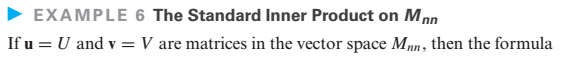 ▶ EXAMPLE 6 The Standard Inner Product on Mnn
If u = U and v = V are matrices in the vector space Mnn, then the formula